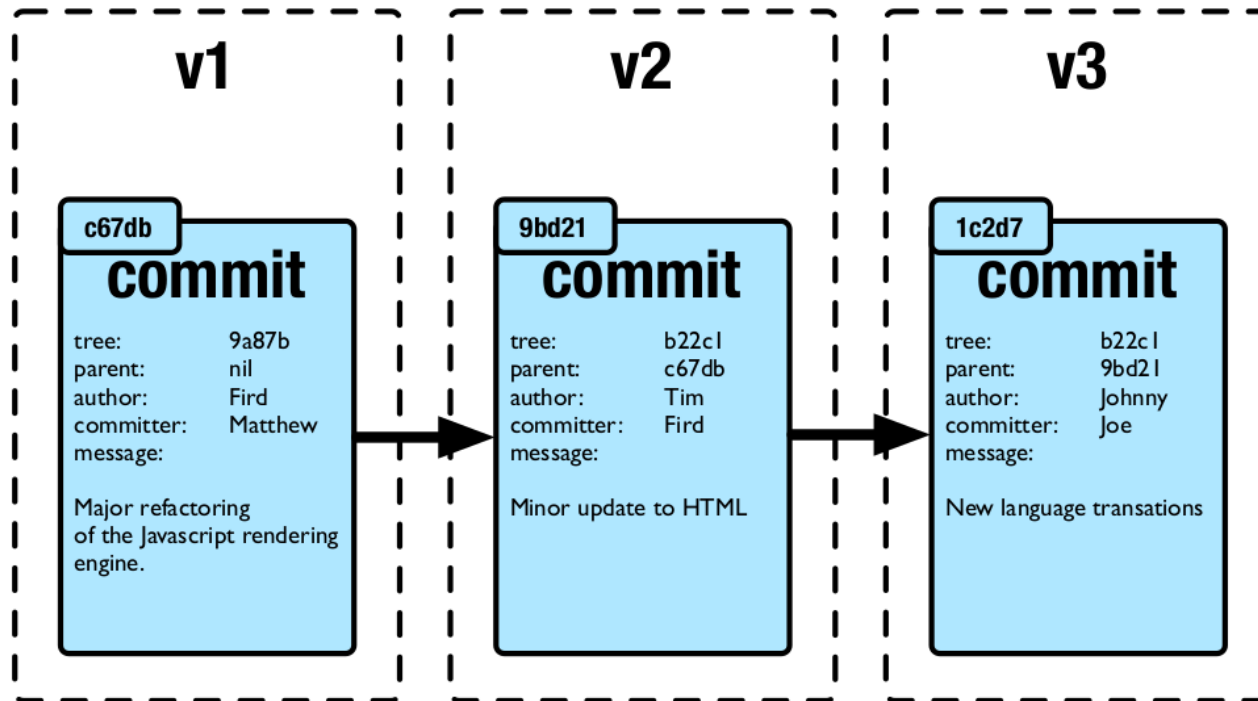 v1
c67db
commit
tree: 9a87b
parent: nil
author: Fird
committer: Matthew
message:
Major refactoring
of the Javascript rendering
engine.
v2
9bd21
commit
tree: b22c1
parent: c67db
author: Tim
committer: Fird
message:
Minor update to HTML
v3
1c2d7
commit
tree: b22c1
parent: 9bd21
author: Johnny
committer: Joe
message:
New language transations